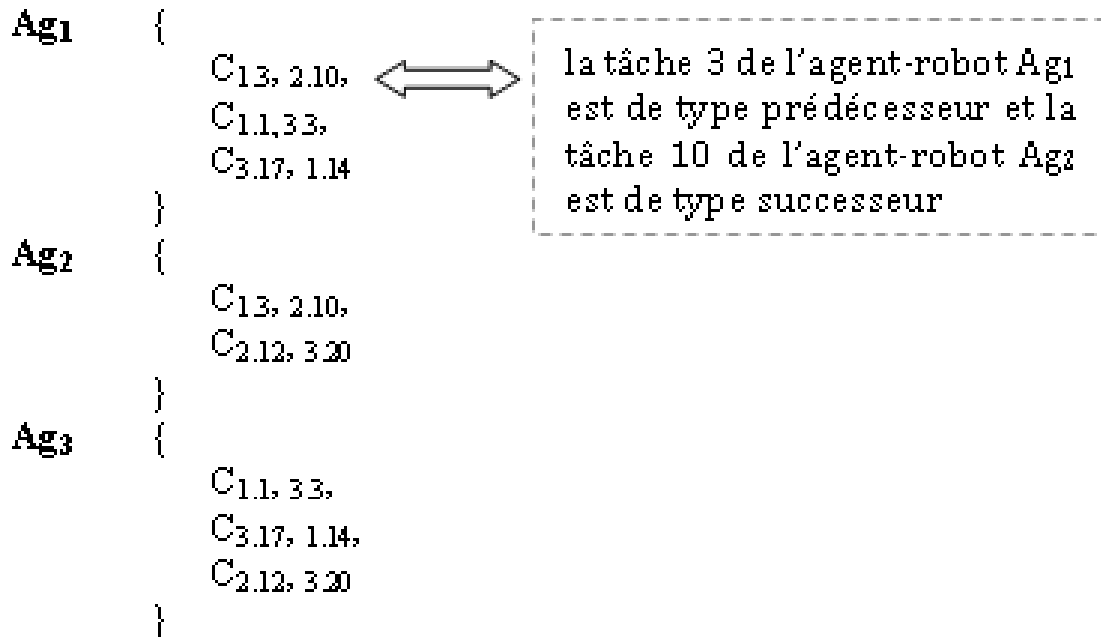 Ag1 {
C1.3, 2.10,
C1.1,3.3,
C3.17, 1.14
}
la tâche 3 de l'agent-robot Ag1
est de type prédécesseur et la
tâche 10 de l'agent-robot Ag2
est de type successeur
Ag2 {
C1.3, 2.10,
C2.12, 3.20
}
Ag3 {
C1.1, 3.3,
C3.17, 1.14,
C2.12, 3.20
}